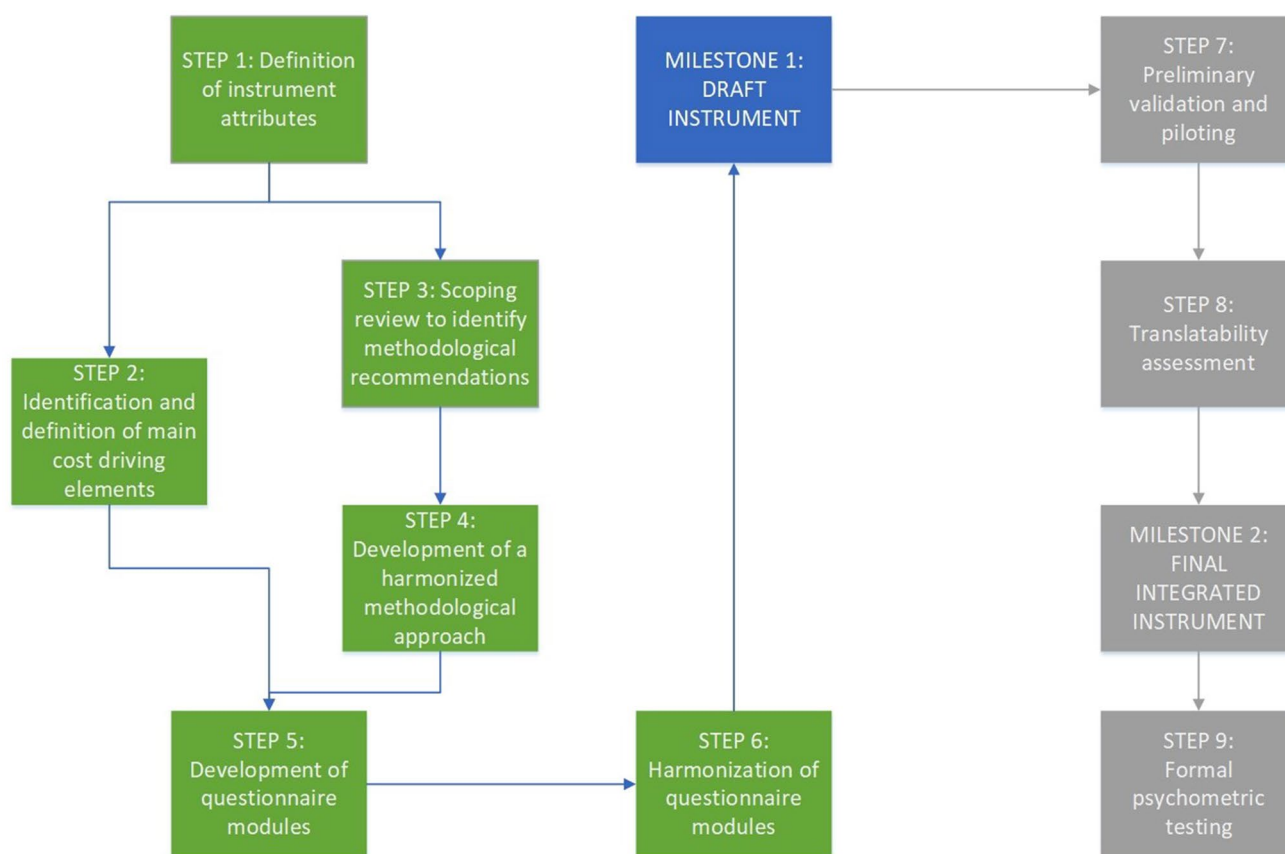 STEP 1: Definition
of instrument
attributes
STEP 2:
Identification and
definition of main
cost driving
elements
STEP 3: Scoping
review to identify
methodological
recommendations
STEP 4:
Development of a
harmonized
methodological
approach
STEP 5:
Development of
questionnaire
modules
STEP 6:
Harmonization of
questionnaire
modules
MILESTONE 1:
DRAFT
INSTRUMENT
STEP 7:
Preliminary
validation and
piloting
STEP 8:
Translatability
assessment
MILESTONE 2:
FINAL
INTEGRATED
INSTRUMENT
STEP 9:
Formal
psychometric
testing